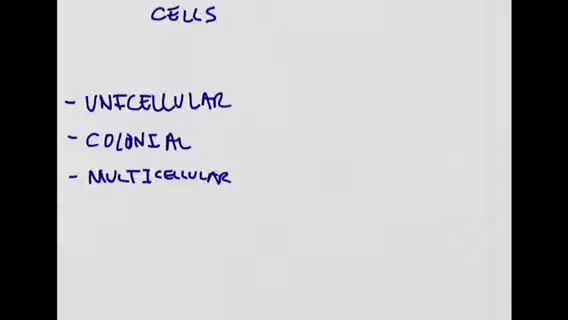 CELLS
- UNICELLULAR
- COLONIAL
- MULTICELLULAR